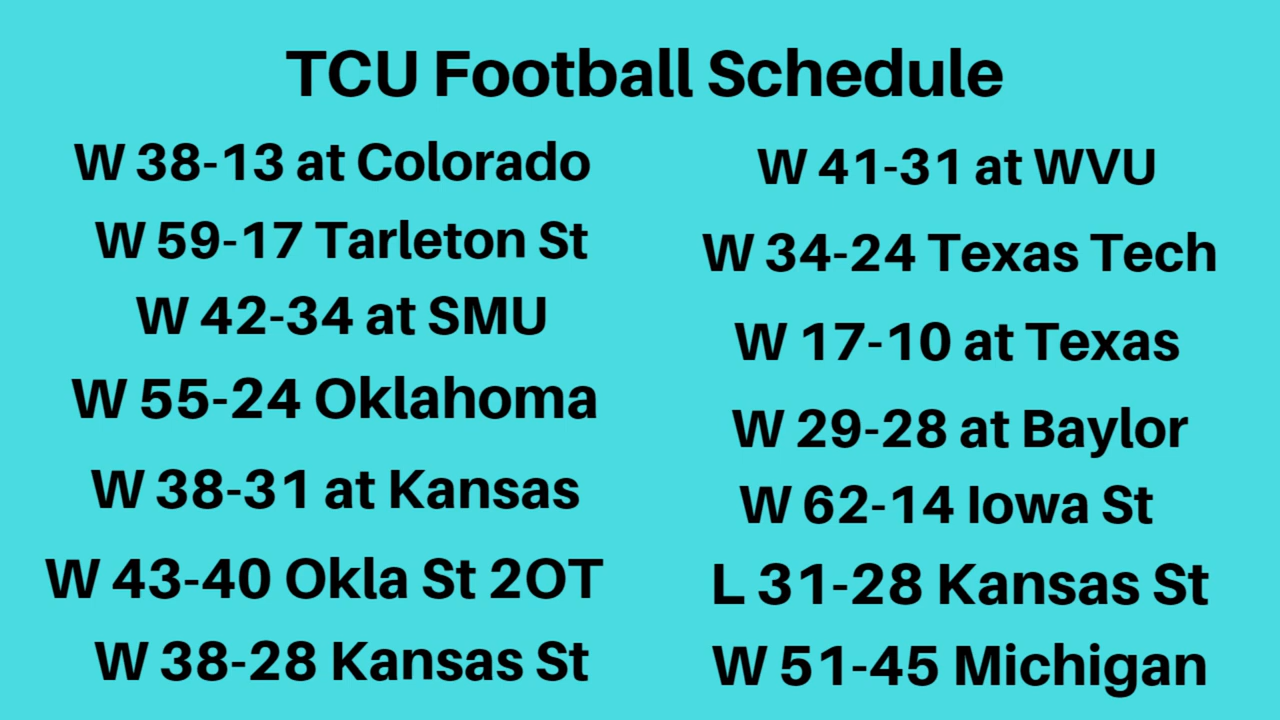 TCU Football Schedule
W 38-13 at Colorado
W 59-17 Tarleton St
W 42-34 at SMU
W 55-24 Oklahoma
W 38-31 at Kansas
W 43-40 Okla St 2OT
W 38-28 Kansas St
W 41-31 at WVU
W 34-24 Texas Tech
W 17-10 at Texas
W 29-28 at Baylor
W 62-14 Iowa St
L 31-28 Kansas St
W 51-45 Michigan